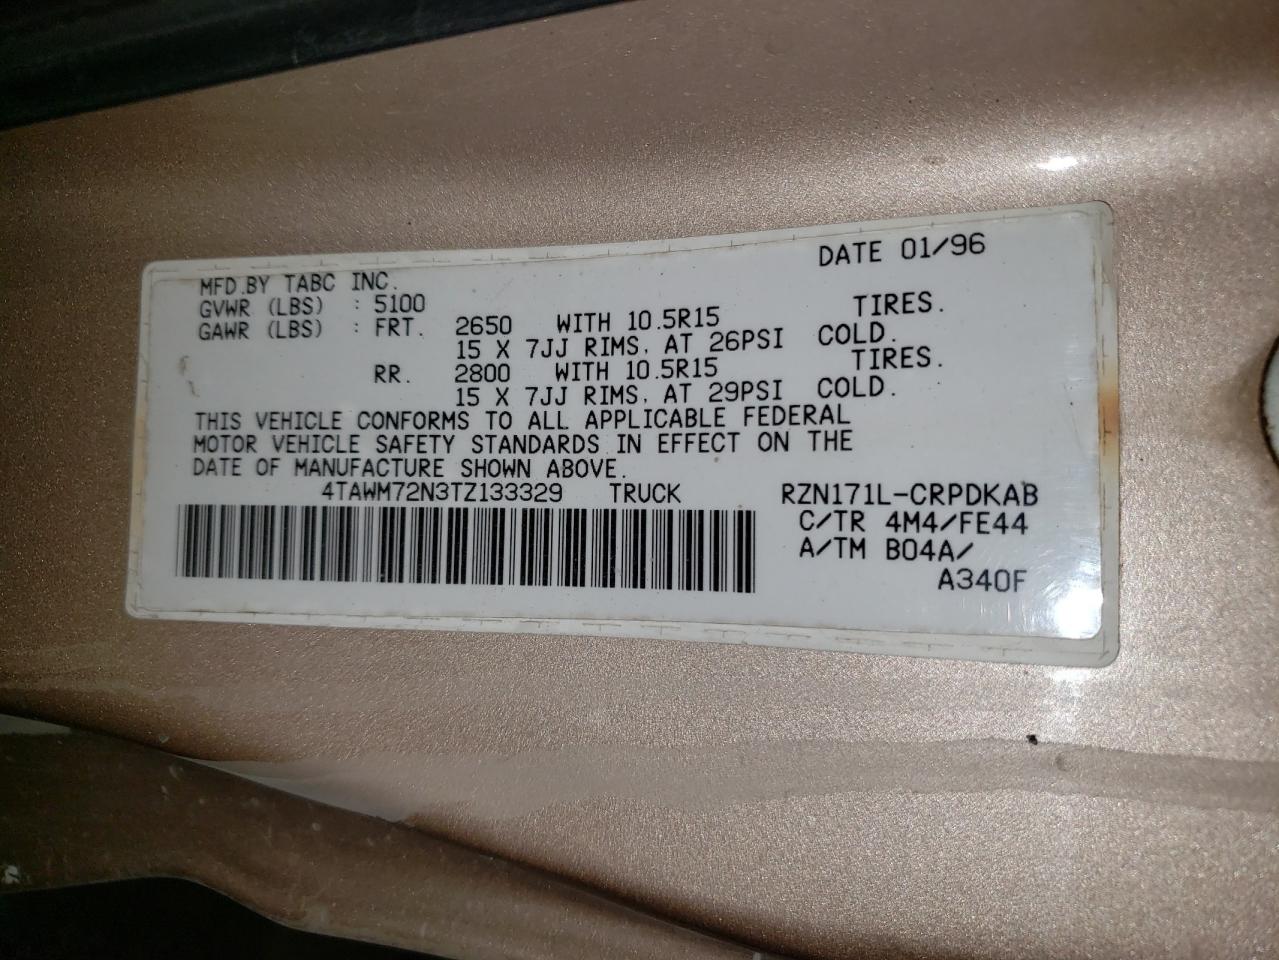 DATE 01/96
MFD.BY TABC INC.
GVWR (LBS) : 5100
GAWR (LBS) : FRT. 2650 WITH 10.5R15 TIRES.
15 X 7JJ RIMS, AT 26PSI COLD.
RR. 2800 WITH 10.5R15 TIRES.
15 X 7JJ RIMS, AT 29PSI COLD.
THIS VEHICLE CONFORMS TO ALL APPLICABLE FEDERAL
MOTOR VEHICLE SAFETY STANDARDS IN EFFECT ON THE
DATE OF MANUFACTURE SHOWN ABOVE.
4TAWM72N3TZ133329 TRUCK RZN171L-CRPDKAB
C/TR 4M4/FE44
A/TM B04A/
A340F